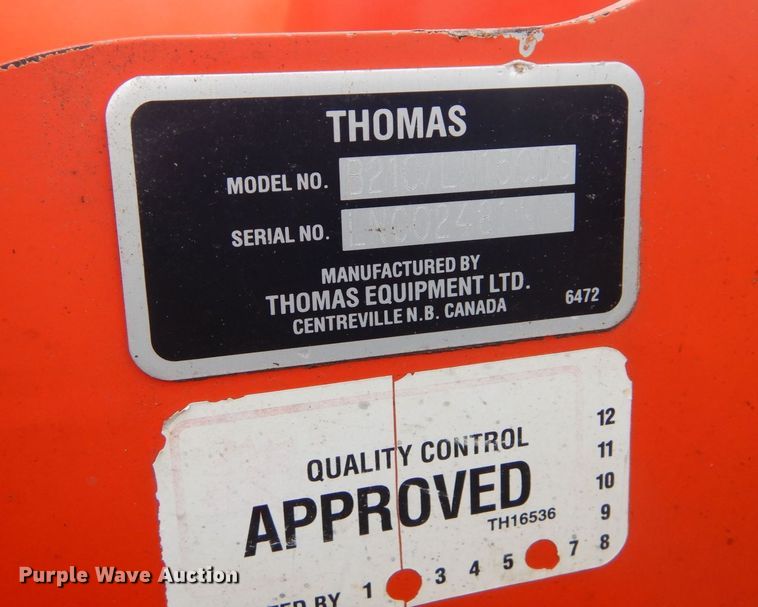 THOMAS
MODEL NO.
SERIAL NO.
MANUFACTURED BY
THOMAS EQUIPMENT LTD.
CENTREVILLE N.B. CANADA 6472
QUALITY CONTROL
APPROVED
TH16536
12
11
10
9
1 3 4 5 7 8
BY
Purple Wave Auction